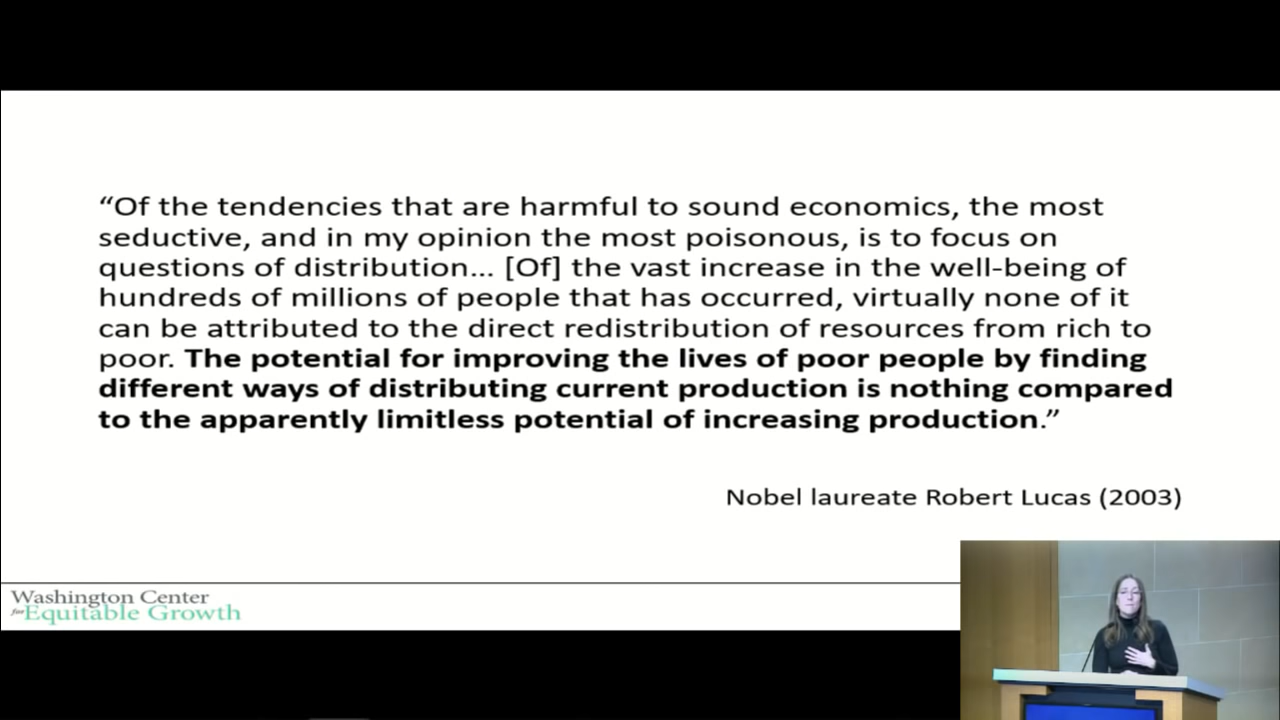 “Of the tendencies that are harmful to sound economics, the most
seductive, and in my opinion the most poisonous, is to focus on
questions of distribution... [Of] the vast increase in the well-being of
hundreds of millions of people that has occurred, virtually none of it
can be attributed to the direct redistribution of resources from rich to
poor. The potential for improving the lives of poor people by finding
different ways of distributing current production is nothing compared
to the apparently limitless potential of increasing production.”
Nobel laureate Robert Lucas (2003)
Washington Center
for Equitable Growth